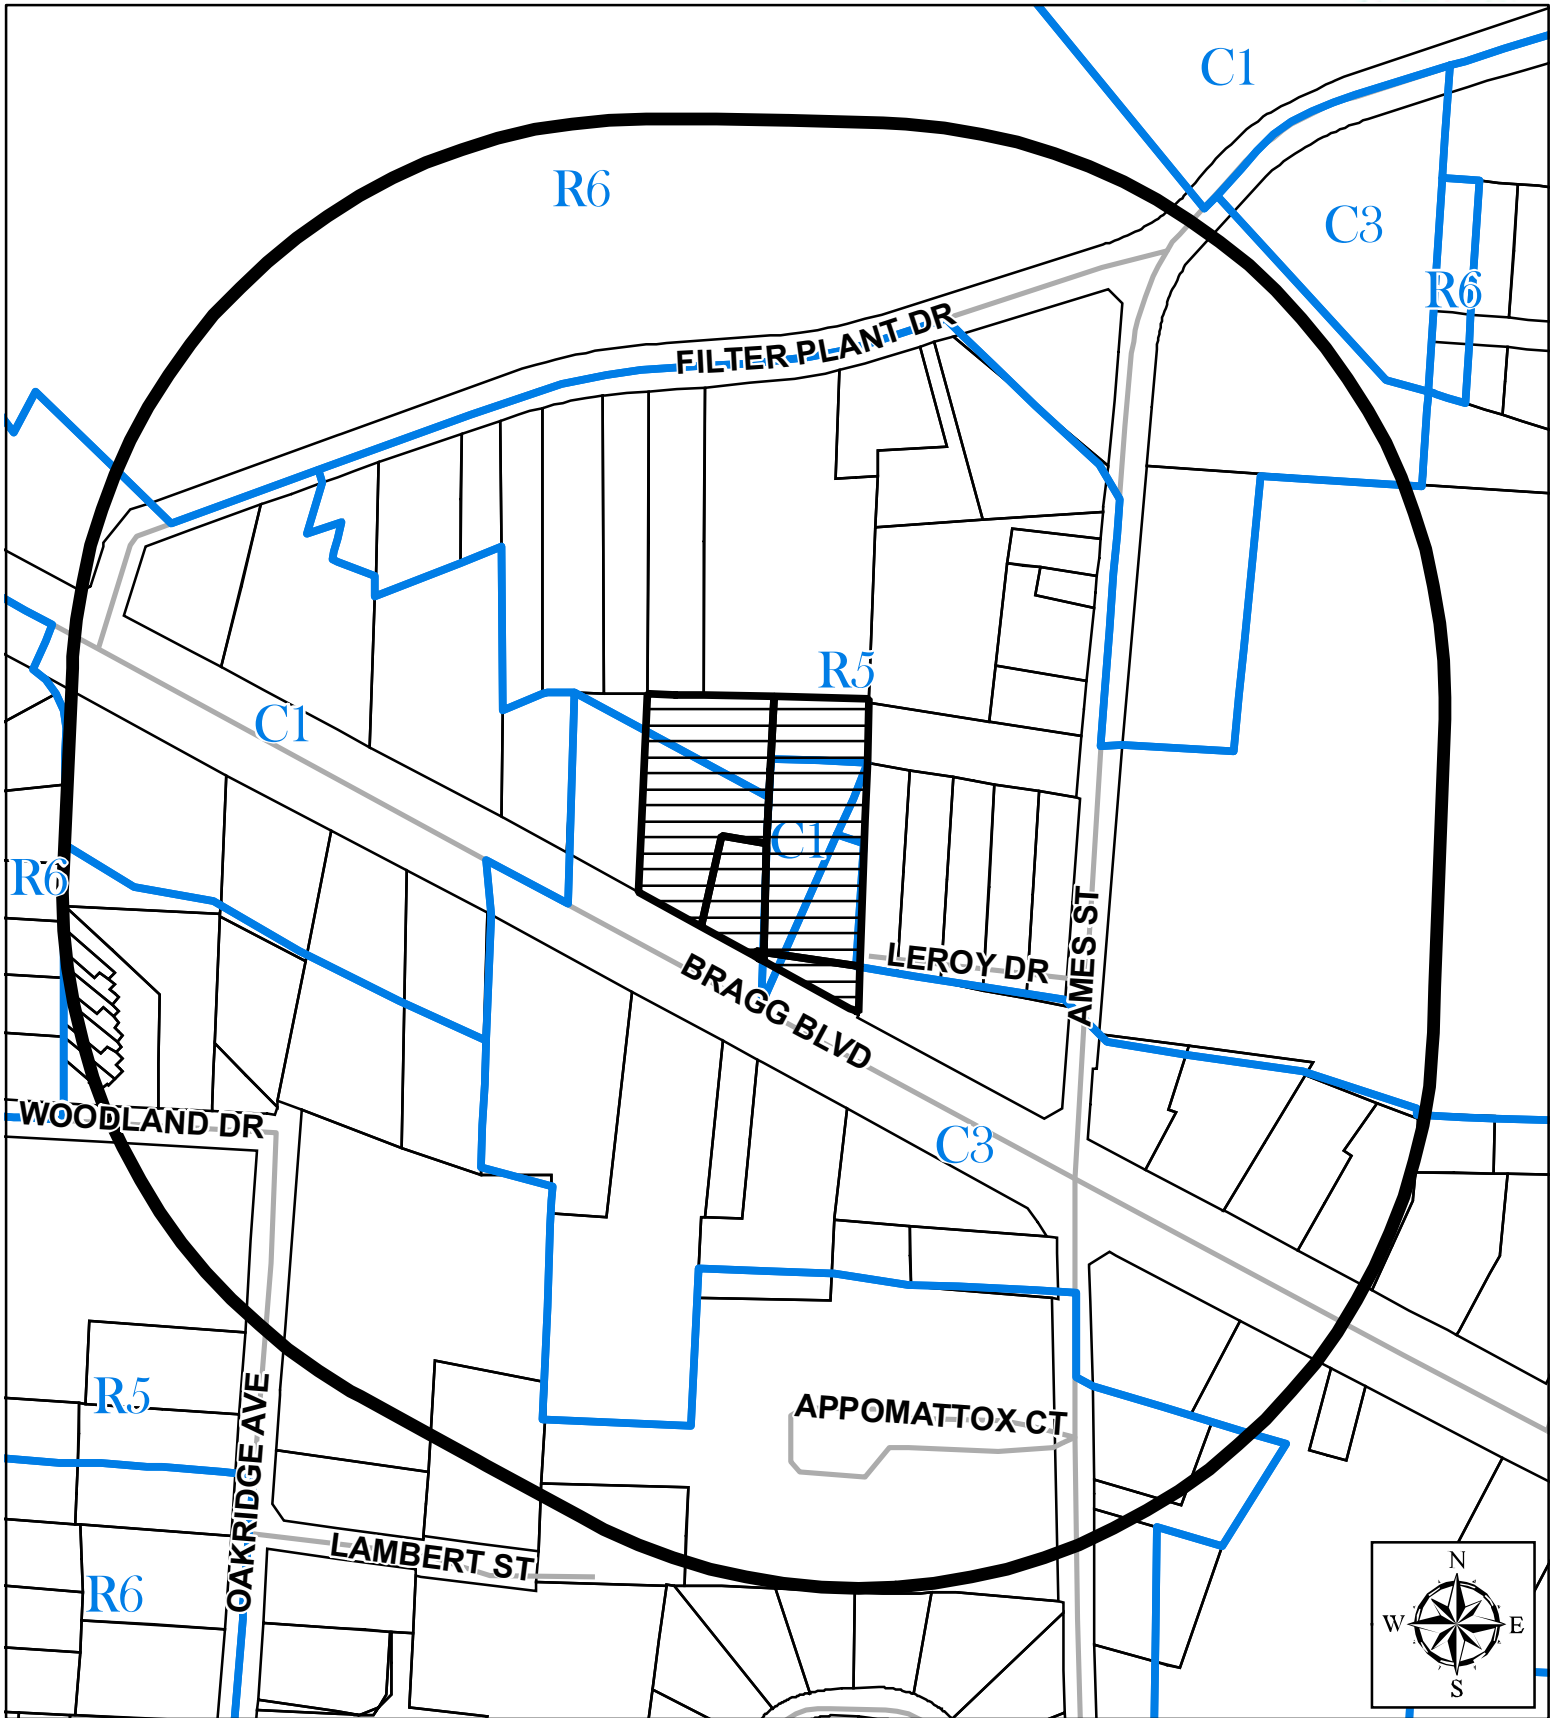 C1
R6
C3
R6
FILTER PLANT DR
R5
C1
C1
R6
AMES ST
LEROY DR
BRAGG BLVD
WOODLAND DR
C3
R5
APPOMATTOX CT
OAKRIDGE AVE
LAMBERT ST
R6
N
W E
S